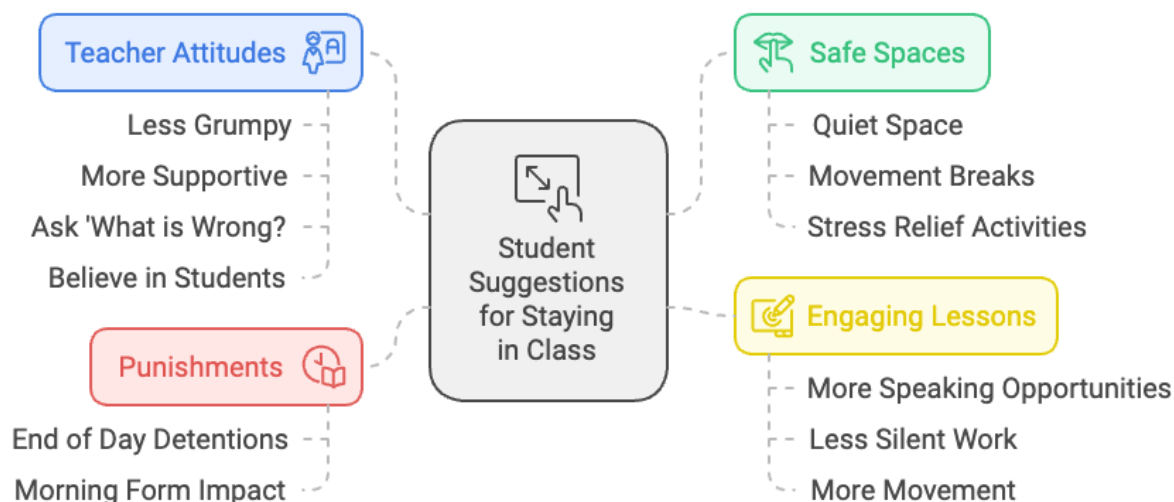 Teacher Attitudes
Less Grumpy
More Supportive
Ask 'What is Wrong?
Believe in Students
Punishments
End of Day Detentions
Morning Form Impact
Student
Suggestions
for Staying
in Class
Safe Spaces
Quiet Space
Movement Breaks
Stress Relief Activities
Engaging Lessons
More Speaking Opportunities
Less Silent Work
More Movement